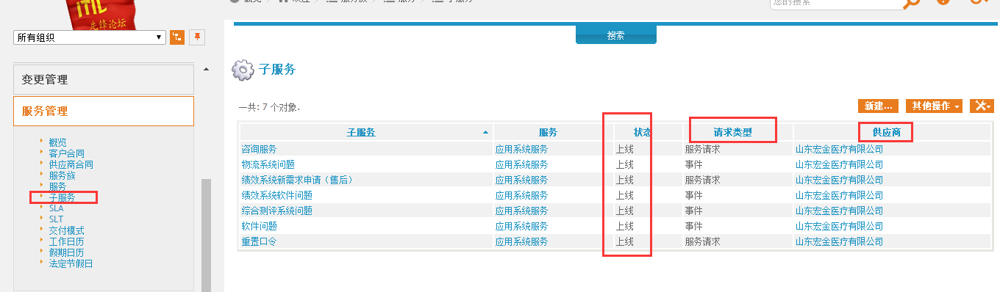 ITIL
先锋论坛
概览
服务族
服务
子服务
您的搜索
所有组织
搜索
变更管理
服务管理
概览
客户合同
供应商合同
服务族
服务
子服务
SLA
SLT
交付模式
工作日历
假期日历
法定节假日
子服务
一共: 7 个对象.
新建...
其他操作
子服务 服务 状态 请求类型 供应商
咨询服务 应用系统服务 上线 服务请求 山东宏金医疗有限公司
物流系统问题 应用系统服务 上线 事件 山东宏金医疗有限公司
绩效系统新需求申请（售后） 应用系统服务 上线 服务请求 山东宏金医疗有限公司
绩效系统软件问题 应用系统服务 上线 事件 山东宏金医疗有限公司
综合测评系统问题 应用系统服务 上线 事件 山东宏金医疗有限公司
软件问题 应用系统服务 上线 事件 山东宏金医疗有限公司
重置口令 应用系统服务 上线 服务请求 山东宏金医疗有限公司